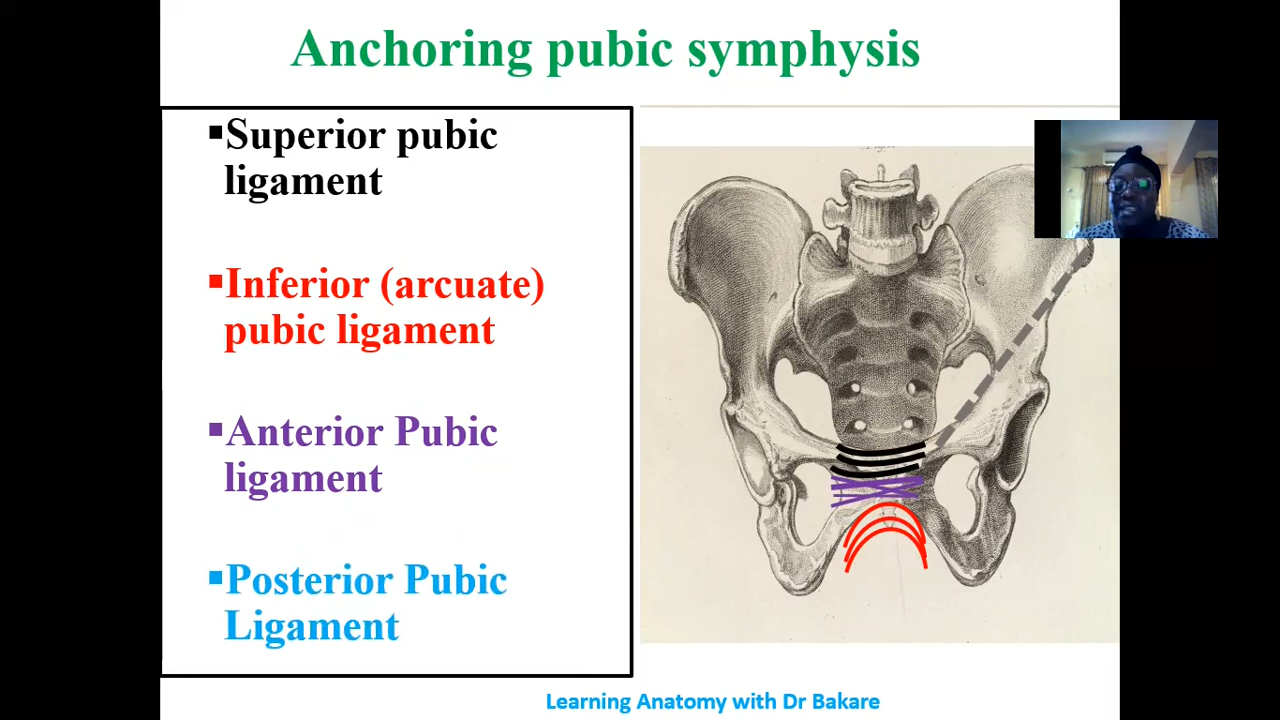 Anchoring pubic symphysis
▪Superior pubic
ligament
▪Inferior (arcuate)
pubic ligament
▪Anterior Pubic
ligament
▪Posterior Pubic
Ligament
Learning Anatomy with Dr Bakare